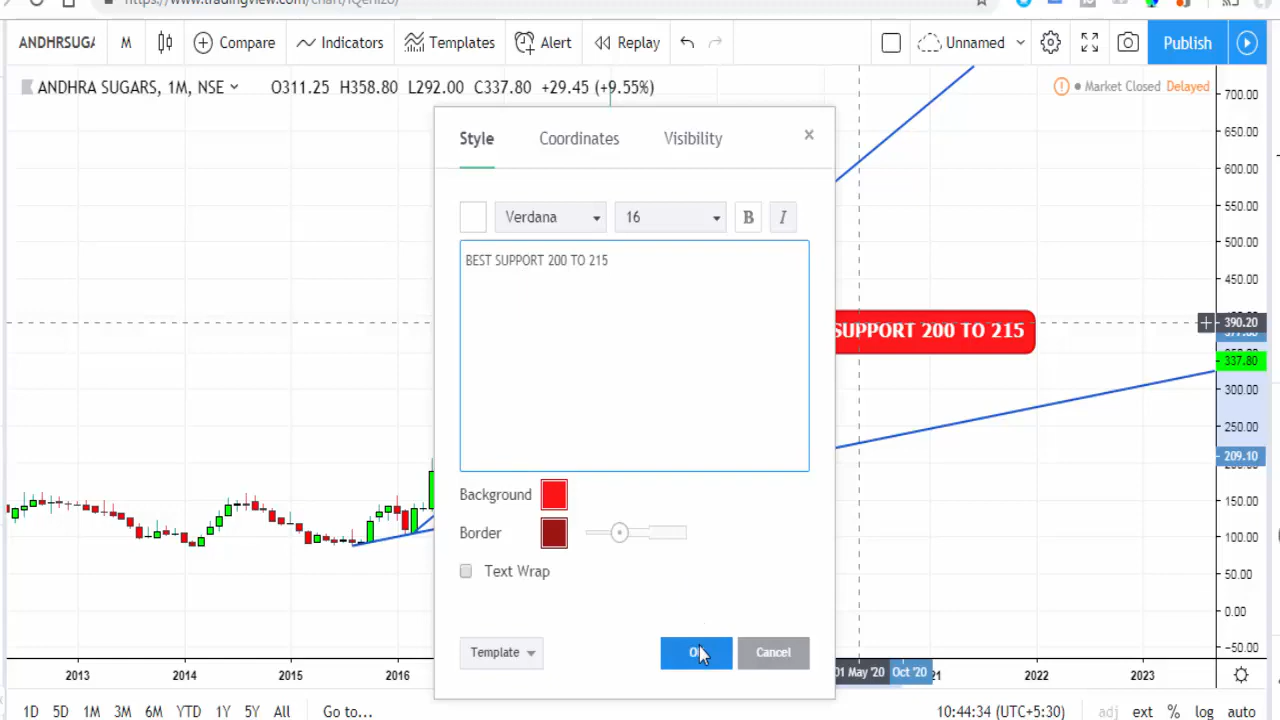 https://www.tradingview.com/chart/
ANDHRSUGA M Compare Indicators Templates Alert Replay Unnamed Publish
ANDHRA SUGARS, 1M, NSE O311.25 H358.80 L292.00 C337.80 +29.45 (+9.55%) Market Closed Delayed
Style Coordinates Visibility
Verdana 16 B I
BEST SUPPORT 200 TO 215
SUPPORT 200 TO 215
Background
Border
Text Wrap
Template Cancel
700.00
650.00
600.00
550.00
500.00
450.00
390.20
337.80
300.00
250.00
209.10
150.00
100.00
50.00
0.00
−50.00
2013 2014 2015 2016 01 May '20 Oct '20 2022 2023
1D 5D 1M 3M 6M YTD 1Y 5Y All Go to... 10:44:34 (UTC+5:30) adj ext % log auto